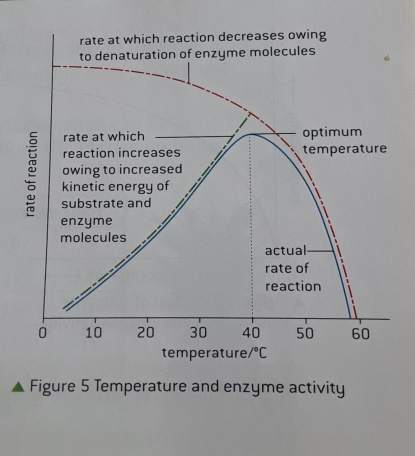 rate at which reaction decreases owing
to denaturation of enzyme molecules
rate at which
reaction increases
owing to increased
kinetic energy of
substrate and
enzyme
molecules
optimum
temperature
actual
rate of
reaction
rate of reaction
0 10 20 30 40 50 60
temperature/°C
▲ Figure 5 Temperature and enzyme activity